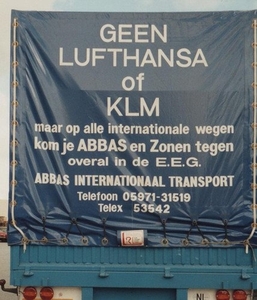 GEEN
LUFTHANSA
of
KLM
maar op alle internationale wegen
kom je ABBAS en Zonen tegen
overal in de E.E.G.
ABBAS INTERNATIONAAL TRANSPORT
Telefoon 05971-31519
Telex 53542
NL